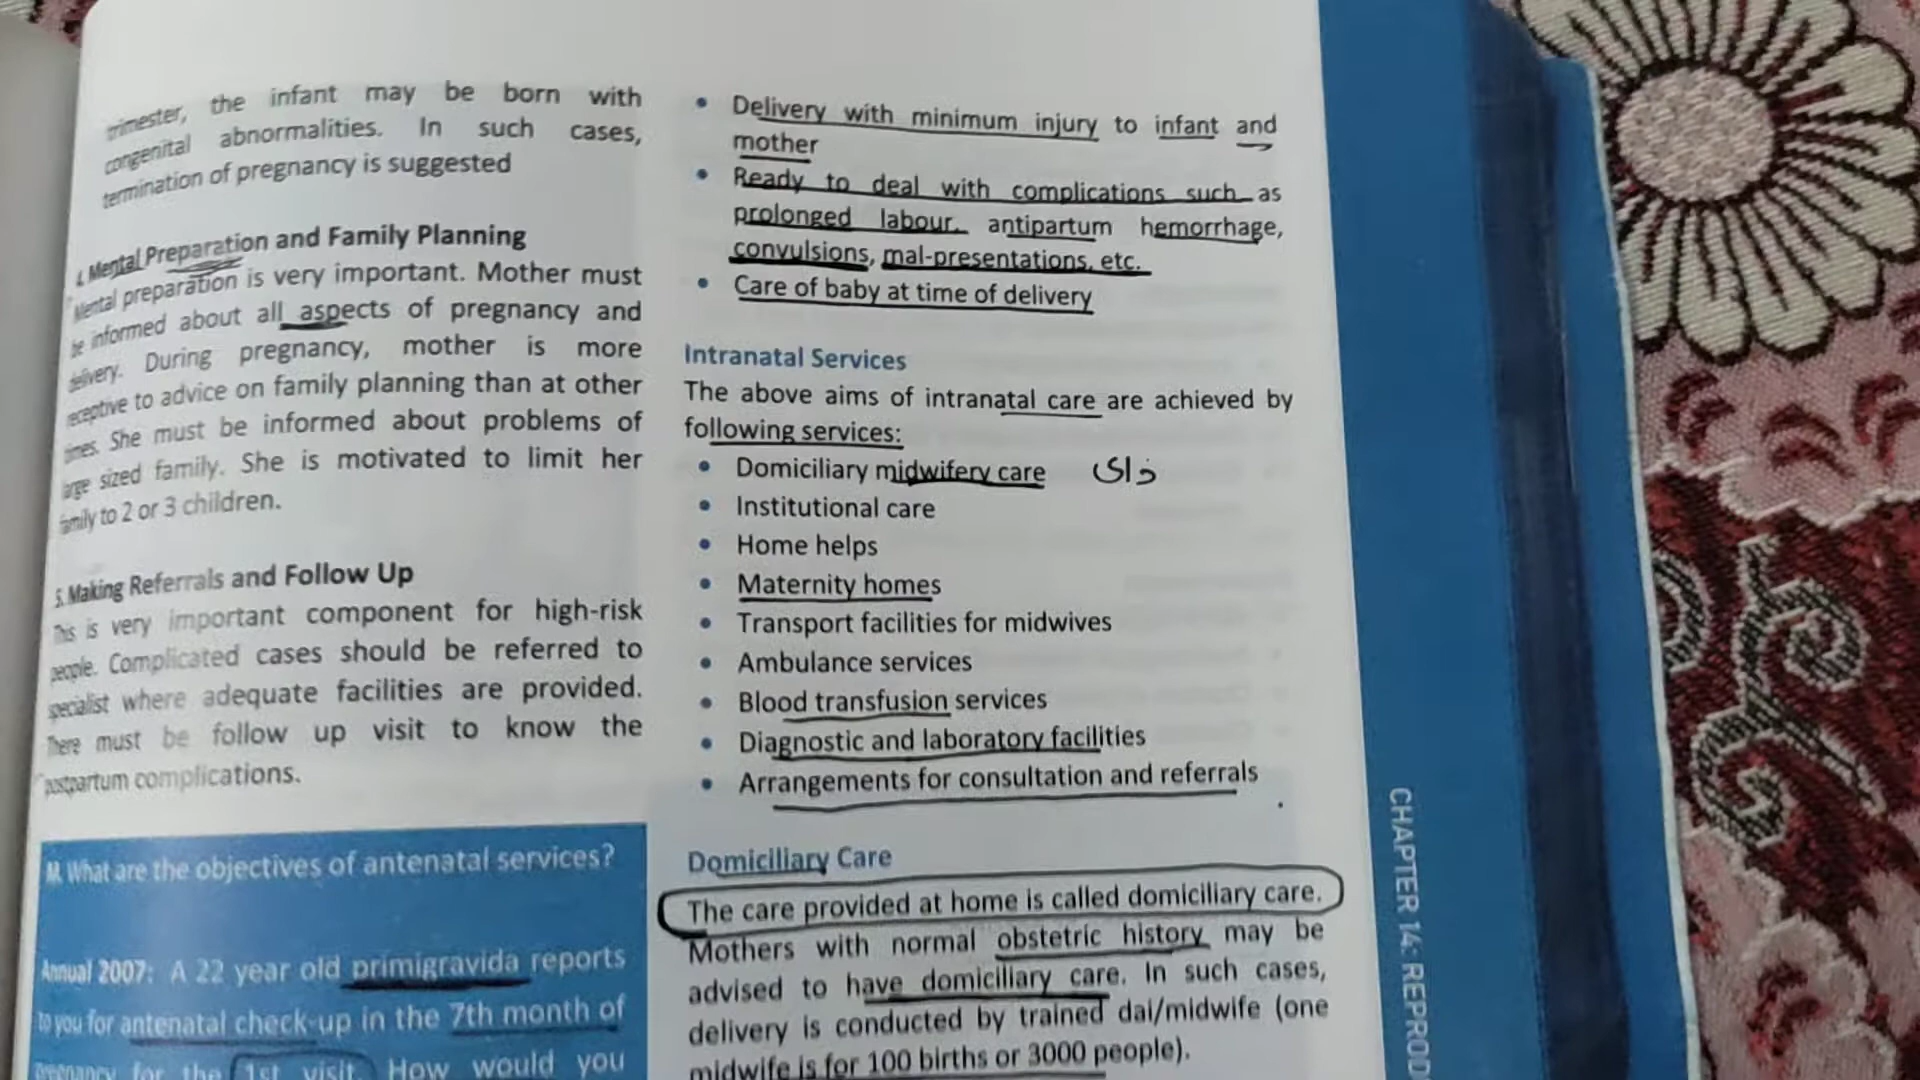 trimester, the infant may be born with
congenital abnormalities. In such cases,
termination of pregnancy is suggested
4. Mental Preparation and Family Planning
Mental preparation is very important. Mother must
be informed about all aspects of pregnancy and
delivery. During pregnancy, mother is more
receptive to advice on family planning than at other
times. She must be informed about problems of
large sized family. She is motivated to limit her
family to 2 or 3 children.
5. Making Referrals and Follow Up
This is very important component for high-risk
people. Complicated cases should be referred to
specialist where adequate facilities are provided.
There must be follow up visit to know the
postpartum complications.
What are the objectives of antenatal services?
Annual 2007: A 22 year old primigravida reports
to you for antenatal check-up in the 7th month of
pregnancy for the 1st visit. How would you
• Delivery with minimum injury to infant and
mother
• Ready to deal with complications such as
prolonged labour, antipartum hemorrhage,
convulsions, mal-presentations, etc.
• Care of baby at time of delivery
Intranatal Services
The above aims of intranatal care are achieved by
following services:
• Domiciliary midwifery care دای
• Institutional care
• Home helps
• Maternity homes
• Transport facilities for midwives
• Ambulance services
• Blood transfusion services
• Diagnostic and laboratory facilities
• Arrangements for consultation and referrals
Domiciliary Care
The care provided at home is called domiciliary care.
Mothers with normal obstetric history may be
advised to have domiciliary care. In such cases,
delivery is conducted by trained dai/midwife (one
midwife is for 100 births or 3000 people).
CHAPTER 14: REPROD